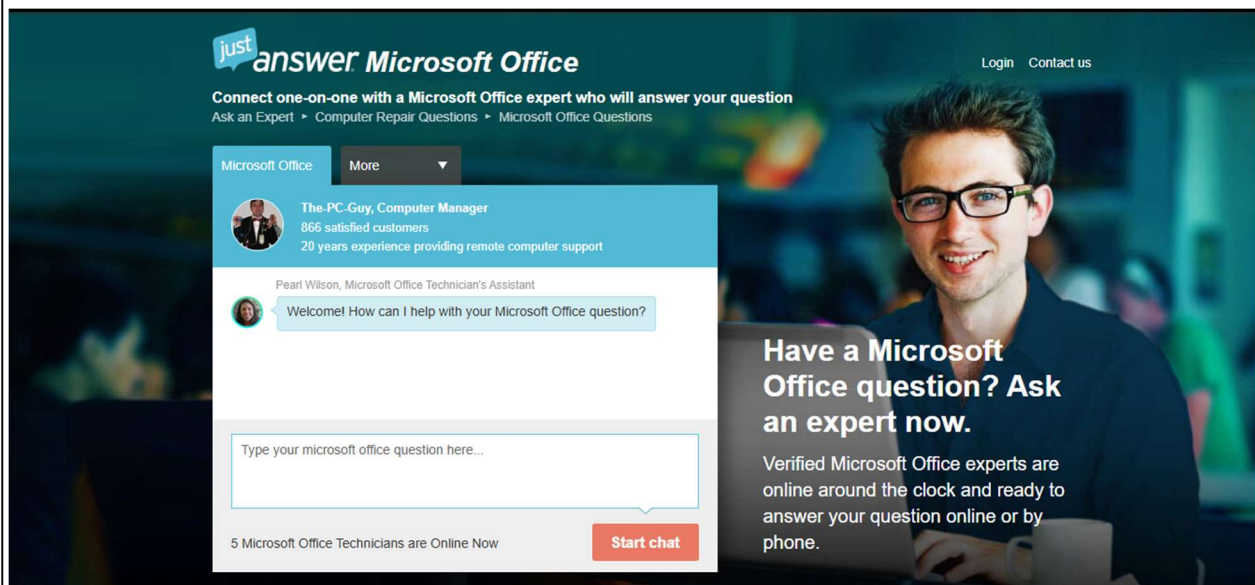 just
answer Microsoft Office
Login Contact us
Connect one-on-one with a Microsoft Office expert who will answer your question
Ask an Expert ▸ Computer Repair Questions ▸ Microsoft Office Questions
Microsoft Office
More ▼
The-PC-Guy, Computer Manager
866 satisfied customers
20 years experience providing remote computer support
Pearl Wilson, Microsoft Office Technician's Assistant
Welcome! How can I help with your Microsoft Office question?
Type your microsoft office question here...
5 Microsoft Office Technicians are Online Now
Start chat
Have a Microsoft
Office question? Ask
an expert now.
Verified Microsoft Office experts are
online around the clock and ready to
answer your question online or by
phone.